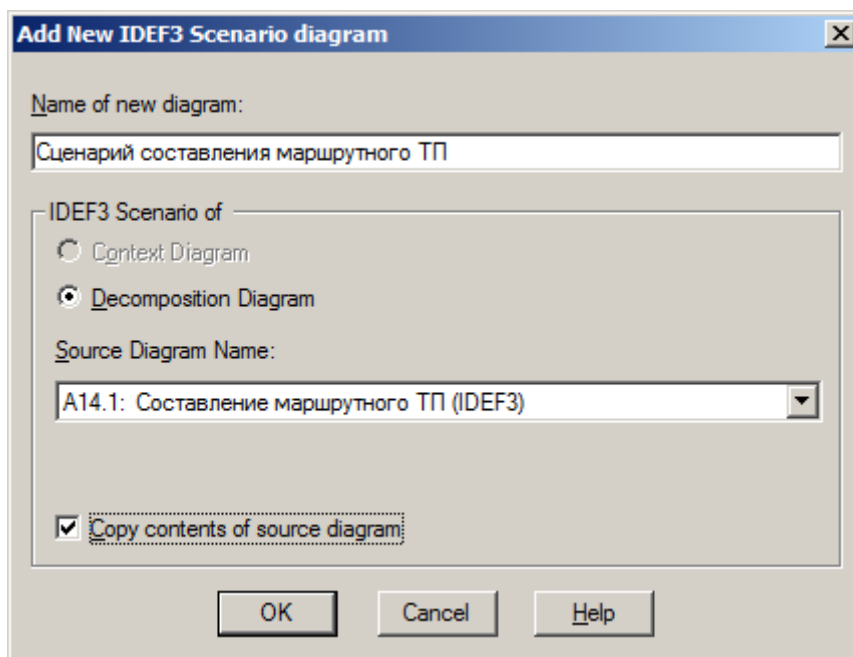 Add New IDEF3 Scenario diagram
Name of new diagram:
Сценарий составления маршрутного ТП
IDEF3 Scenario of
Context Diagram
Decomposition Diagram
Source Diagram Name:
A14.1: Составление маршрутного ТП (IDEF3)
Copy contents of source diagram
OK Cancel Help